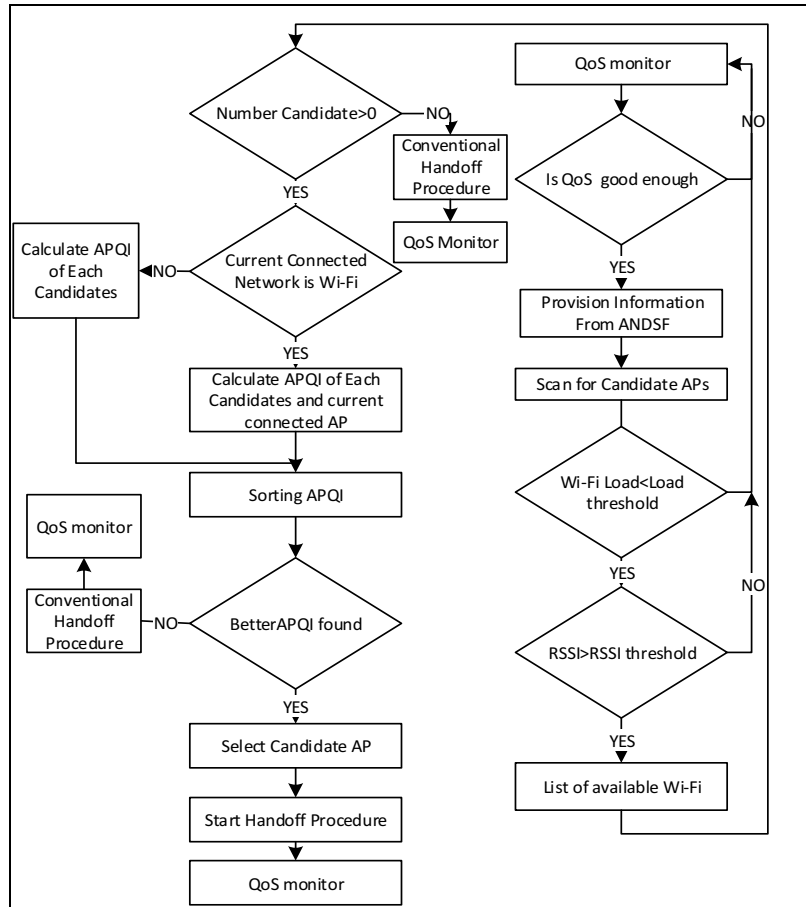 Number Candidate>0
NO
Conventional
Handoff
Procedure
QoS Monitor
YES
Current Connected
Network is Wi-Fi
NO
Calculate APQI
of Each
Candidates
YES
Calculate APQI of Each
Candidates and current
connected AP
Sorting APQI
BetterAPQI found
NO
Conventional
Handoff
Procedure
QoS monitor
YES
Select Candidate AP
Start Handoff Procedure
QoS monitor
QoS monitor
NO
Is QoS good enough
YES
Provision Information
From ANDSF
Scan for Candidate APs
Wi-Fi Load<Load
threshold
YES
NO
RSSI>RSSI threshold
YES
List of available Wi-Fi